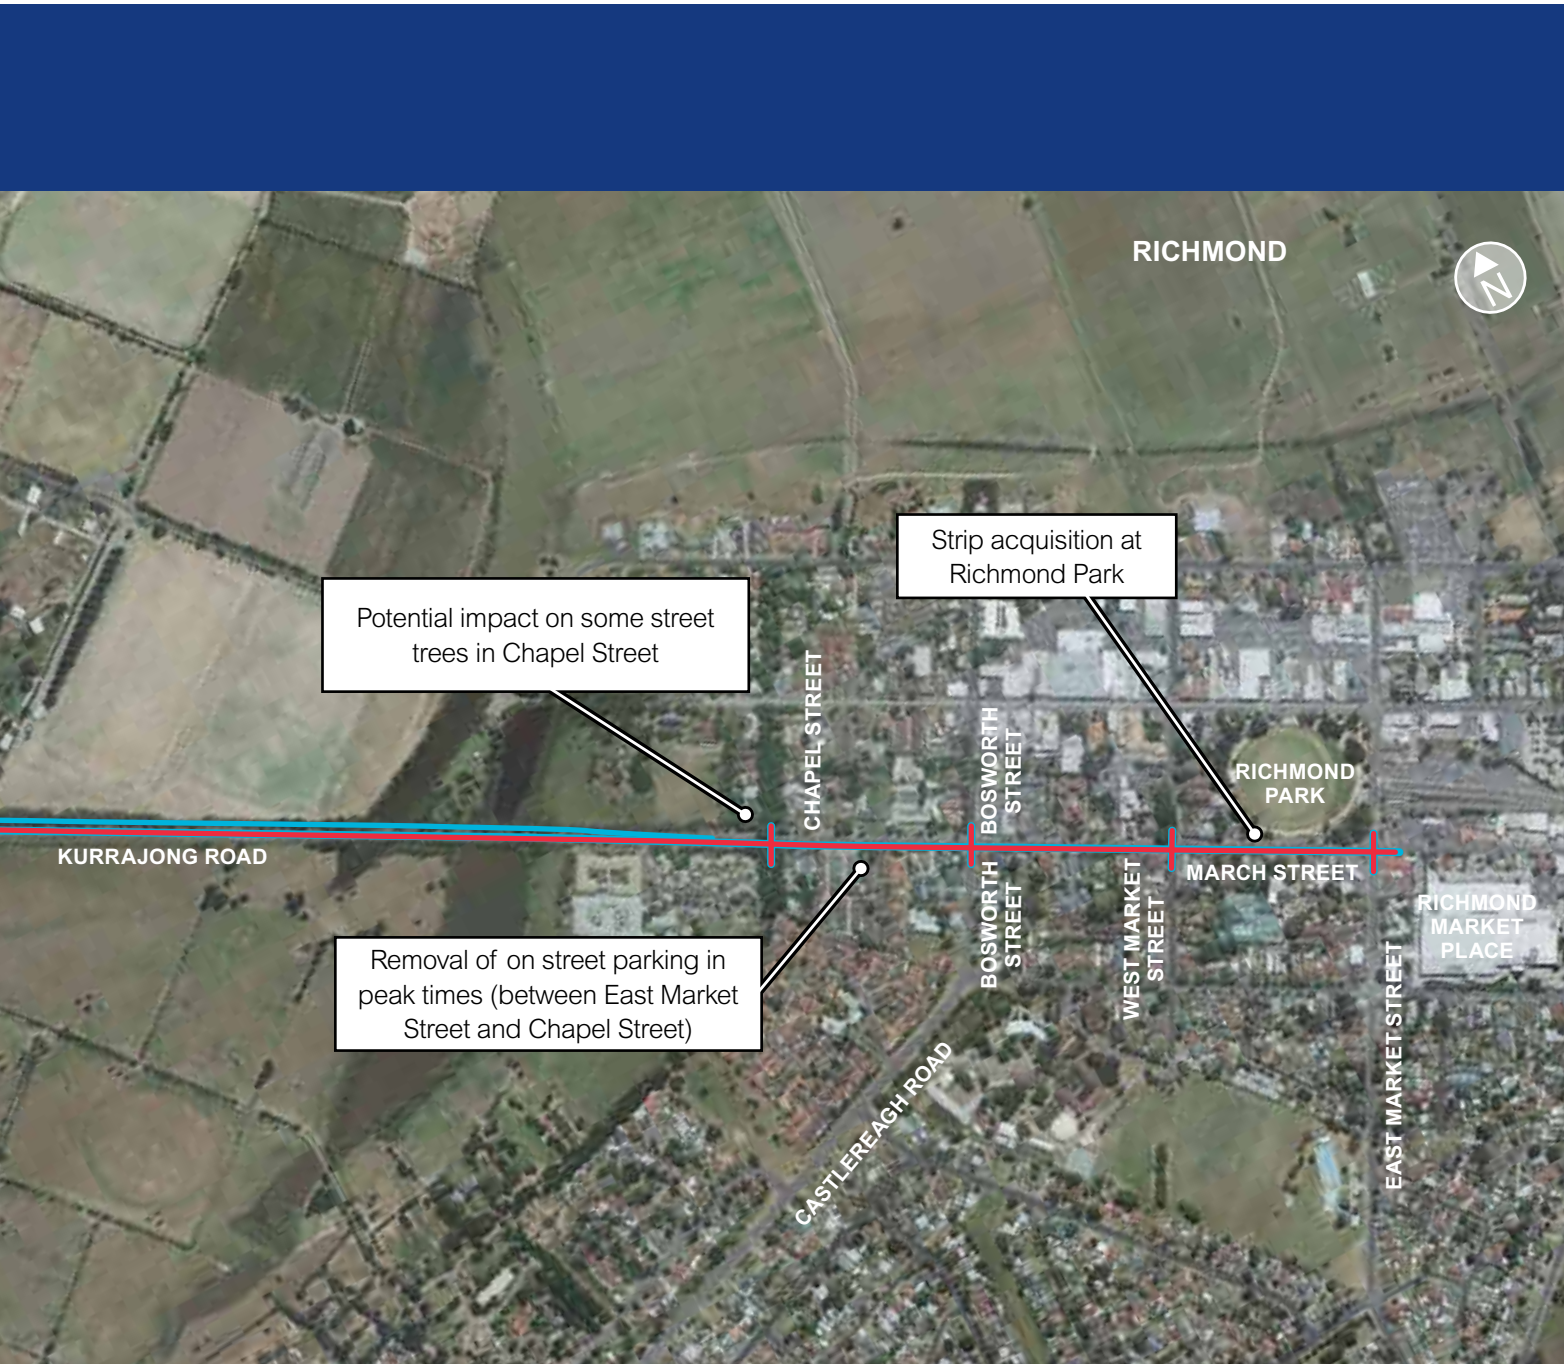 RICHMOND
N
Strip acquisition at
Richmond Park
Potential impact on some street
trees in Chapel Street
CHAPEL STREET
BOSWORTH
STREET
RICHMOND
PARK
KURRAJONG ROAD
MARCH STREET
BOSWORTH
STREET
WEST MARKET
STREET
RICHMOND
MARKET
PLACE
Removal of on street parking in
peak times (between East Market
Street and Chapel Street)
CASTLEREAGH ROAD
EAST MARKET STREET